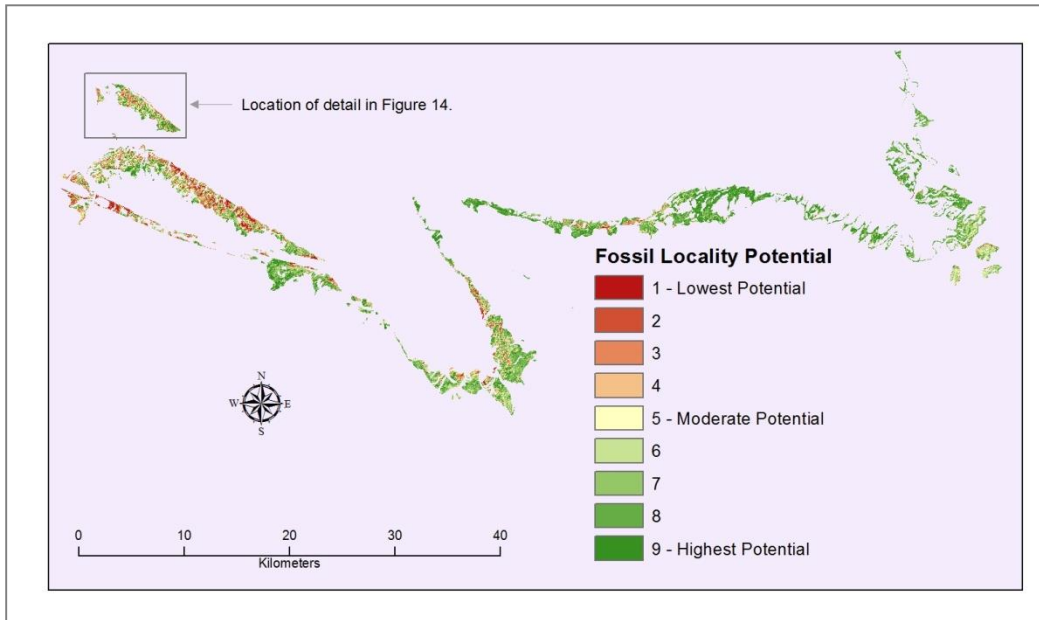 Location of detail in Figure 14.
Fossil Locality Potential
1 - Lowest Potential
2
3
4
5 - Moderate Potential
6
7
8
9 - Highest Potential
N
W E
S
0 10 20 30 40
Kilometers